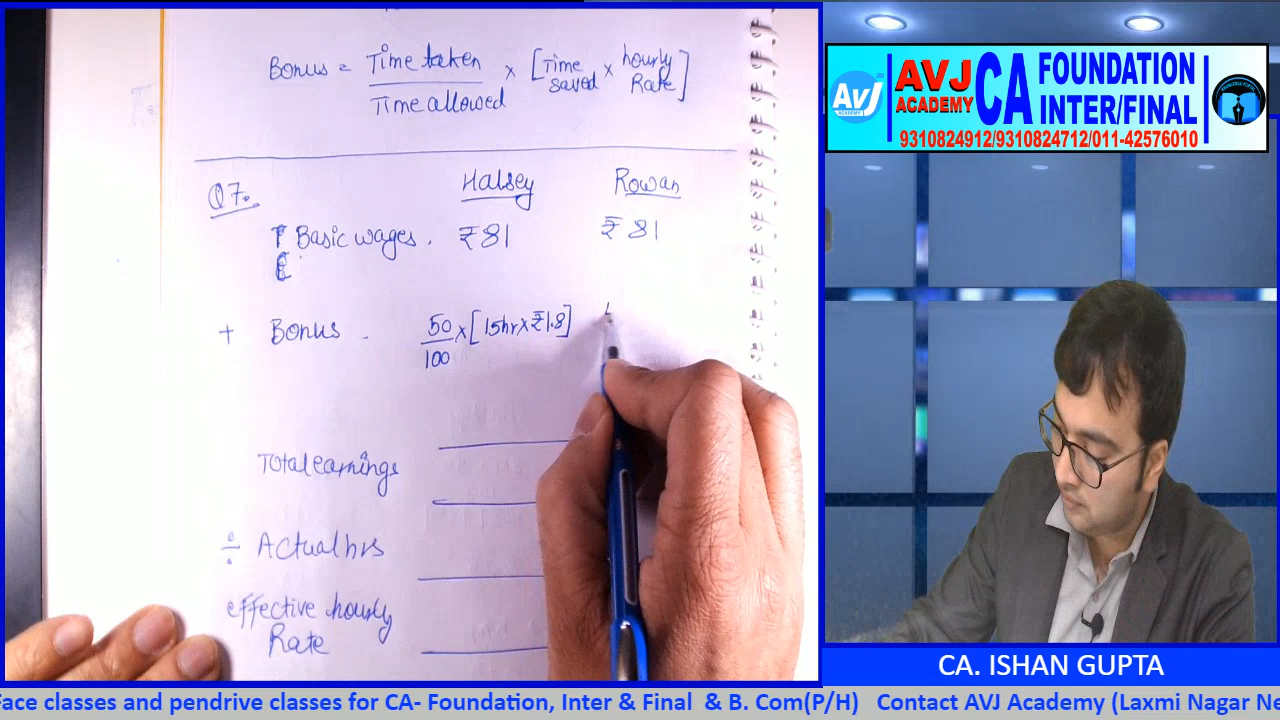 Bonus = Time taken / Time allowed × [Time saved × hourly Rate]
Q7.
Halsey Rowan
Basic wages. ₹81 ₹81
+ Bonus - 50/100 × [15hr × ₹1.8]
Total earnings
÷ Actual hrs
effective hourly
Rate
AVJ ACADEMY
AVJ
ACADEMY
CA
FOUNDATION
INTER/FINAL
9310824912/9310824712/011-42576010
CA. ISHAN GUPTA
Face classes and pendrive classes for CA- Foundation, Inter & Final & B. Com(P/H) Contact AVJ Academy (Laxmi Nagar Ne